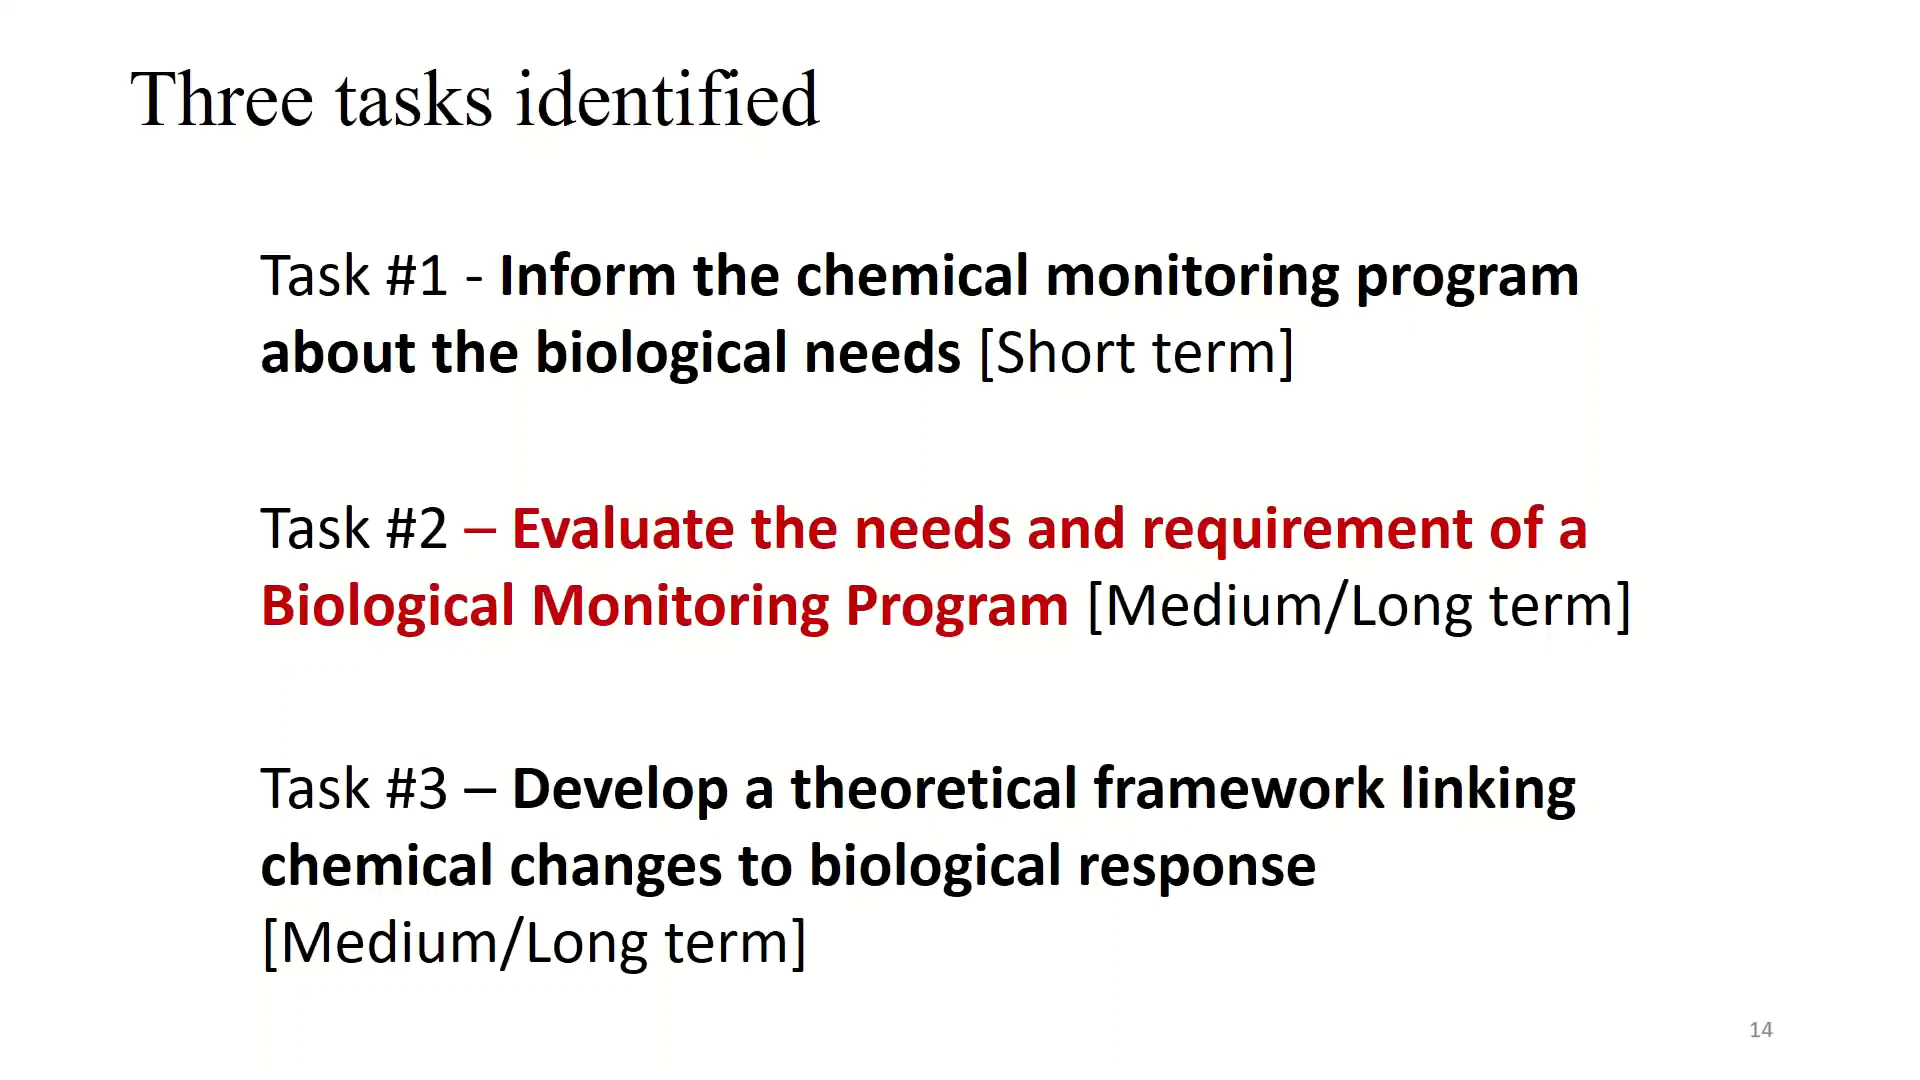 Three tasks identified
Task #1 - Inform the chemical monitoring program
about the biological needs [Short term]
Task #2 – Evaluate the needs and requirement of a
Biological Monitoring Program [Medium/Long term]
Task #3 – Develop a theoretical framework linking
chemical changes to biological response
[Medium/Long term]
14